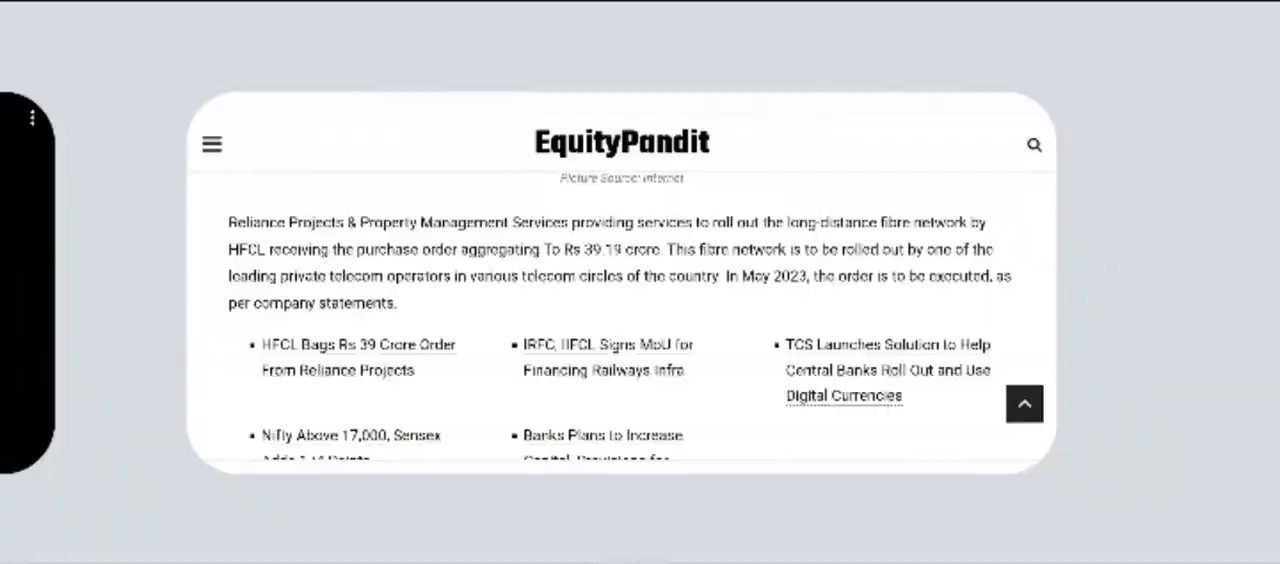 EquityPandit
Picture Source: Internet
Reliance Projects & Property Management Services providing services to roll out the long-distance fibre network by
HFCL receiving the purchase order aggregating To Rs 39.19 crore. This fibre network is to be rolled out by one of the
leading private telecom operators in various telecom circles of the country. In May 2023, the order is to be executed, as
per company statements.
HFCL Bags Rs 39 Crore Order
From Reliance Projects
IRFC, HFCL Signs MoU for
Financing Railways Infra
TCS Launches Solution to Help
Central Banks Roll Out and Use
Digital Currencies
Nifty Above 17,000, Sensex
Banks Plans to Increase
Capital, Provisions for